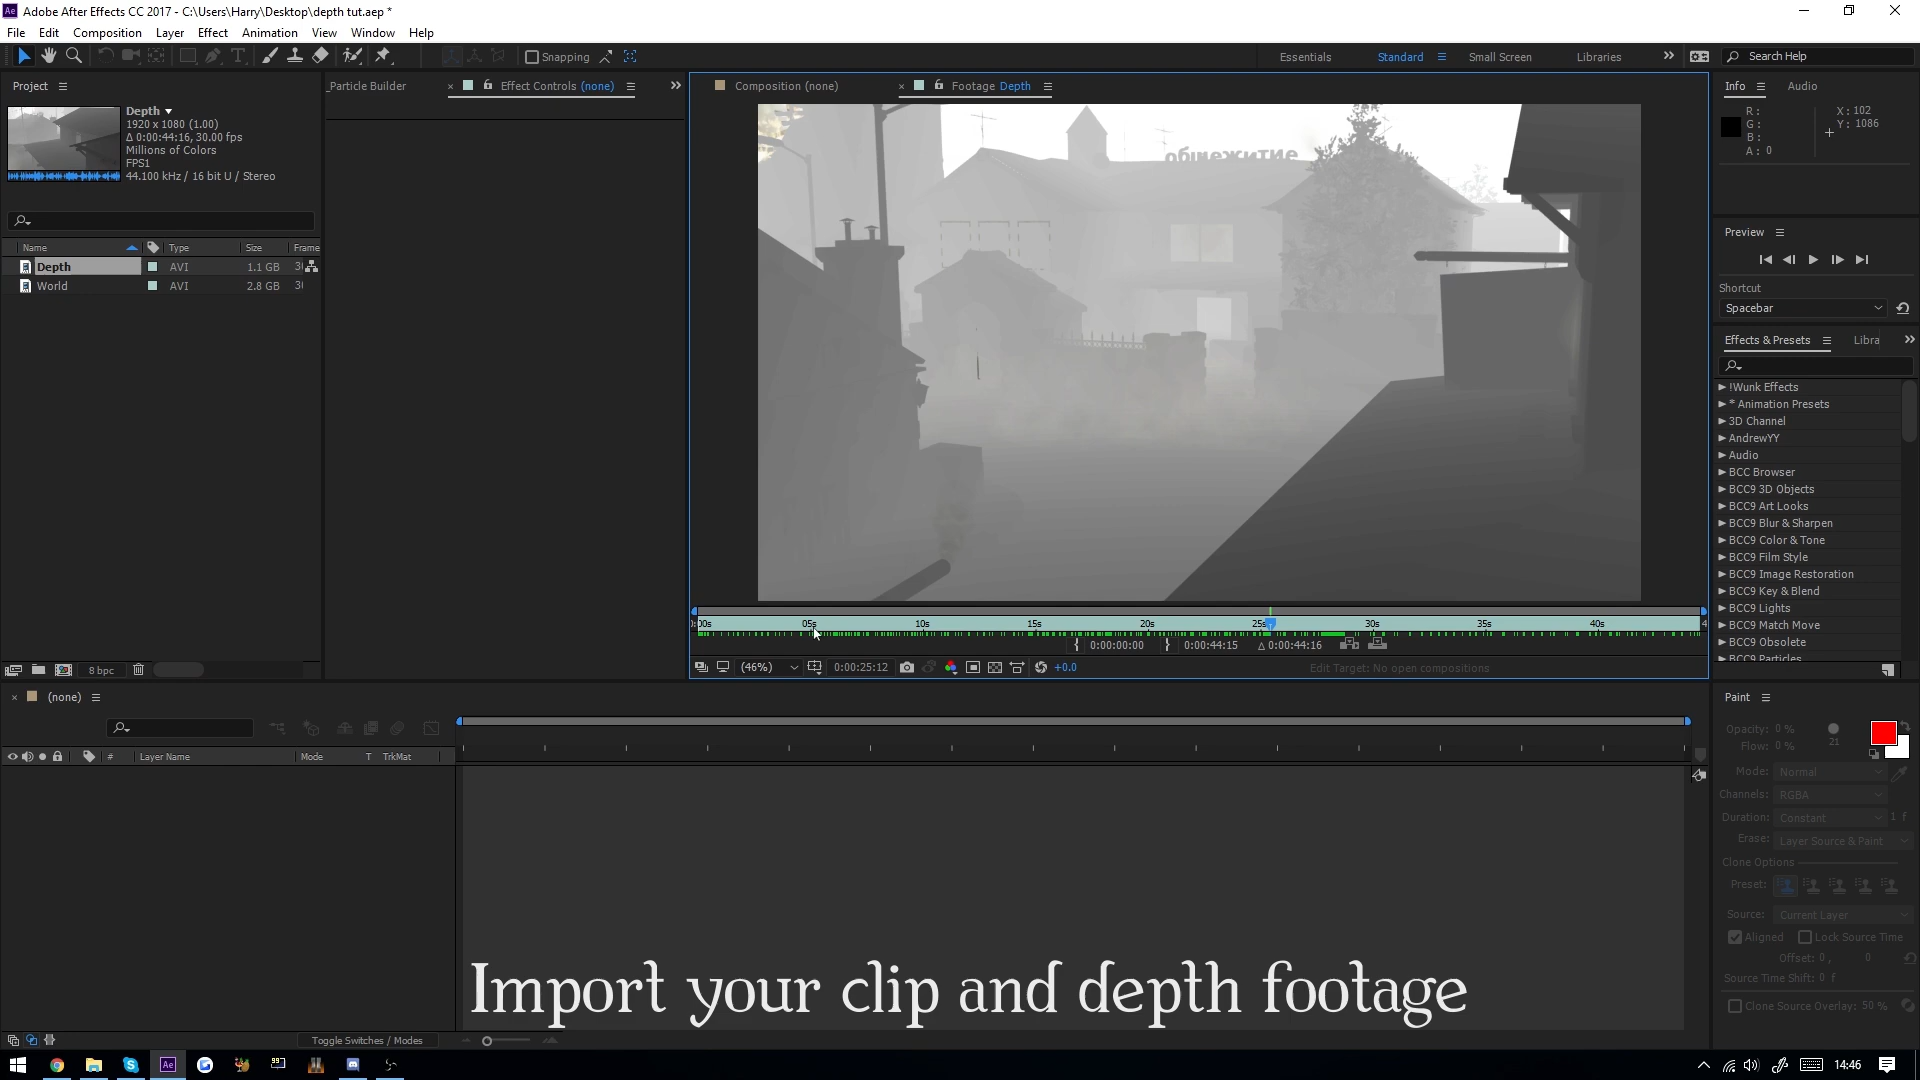 Adobe After Effects CC 2017 - C:\Users\Harry\Desktop\depth tut.aep *
File Edit Composition Layer Effect Animation View Window Help
Snapping
Essentials Standard Small Screen Libraries Search Help
Project
Depth
1920 x 1080 (1.00)
Δ 0:00:44:16, 30.00 fps
Millions of Colors
FPS1
44.100 kHz / 16 bit U / Stereo
Name Type Size Frame
Depth AVI 1.1 GB
World AVI 2.8 GB
8 bpc
_Particle Builder Effect Controls (none)
Composition (none) Footage Depth
общежитие
00s 05s 10s 15s 20s 25s 30s 35s 40s
0:00:00:00 0:00:44:15 Δ 0:00:44:16
(46%) 0:00:25:12 +0.0 Edit Target: No open compositions
Info Audio
R: X: 102
G: Y: 1086
B:
A: 0
Preview
Shortcut
Spacebar
Effects & Presets Libra
!Wunk Effects
* Animation Presets
3D Channel
AndrewYY
Audio
BCC Browser
BCC9 3D Objects
BCC9 Art Looks
BCC9 Blur & Sharpen
BCC9 Color & Tone
BCC9 Film Style
BCC9 Image Restoration
BCC9 Key & Blend
BCC9 Lights
BCC9 Match Move
BCC9 Obsolete
BCC9 Particles
(none)
# Layer Name Mode T TrkMat
Toggle Switches / Modes
Import your clip and depth footage
Paint
Opacity: 0 %
Flow: 0 % 21
Mode: Normal
Channels: RGBA
Duration: Constant 1 f
Erase: Layer Source & Paint
Clone Options
Preset:
Source: Current Layer
Aligned Lock Source Time
Offset: 0, 0
Source Time Shift: 0 f
Clone Source Overlay: 50 %
14:46